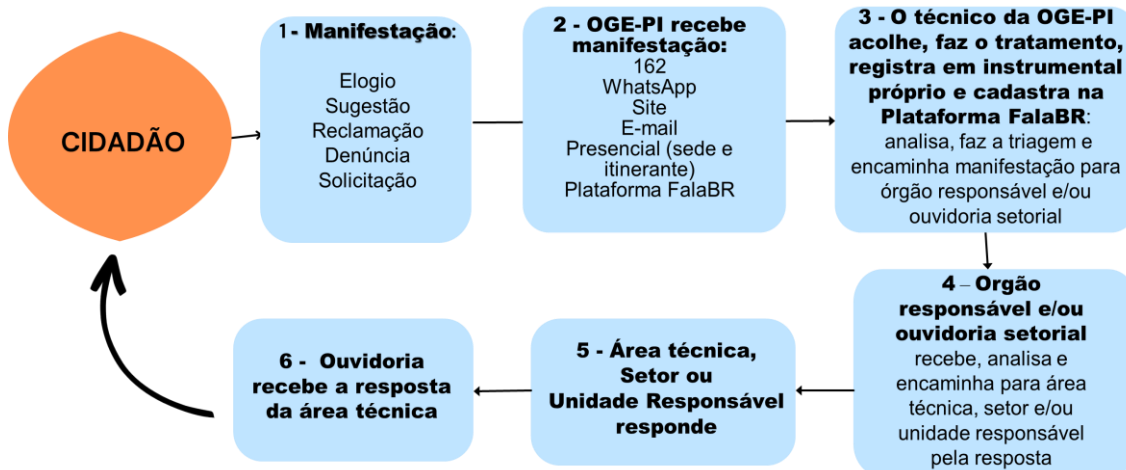 CIDADÃO
1 - Manifestação:
Elogio
Sugestão
Reclamação
Denúncia
Solicitação
2 - OGE-PI recebe
manifestação:
162
WhatsApp
Site
E-mail
Presencial (sede e
itinerante)
Plataforma FalaBR
3 - O técnico da OGE-PI
acolhe, faz o tratamento,
registra em instrumental
próprio e cadastra na
Plataforma FalaBR:
analisa, faz a triagem e
encaminha manifestação para
órgão responsável e/ou
ouvidoria setorial
4 – Orgão
responsável e/ou
ouvidoria setorial
recebe, analisa e
encaminha para área
técnica, setor e/ou
unidade responsável
pela resposta
5 - Área técnica,
Setor ou
Unidade Responsável
responde
6 - Ouvidoria
recebe a resposta
da área técnica